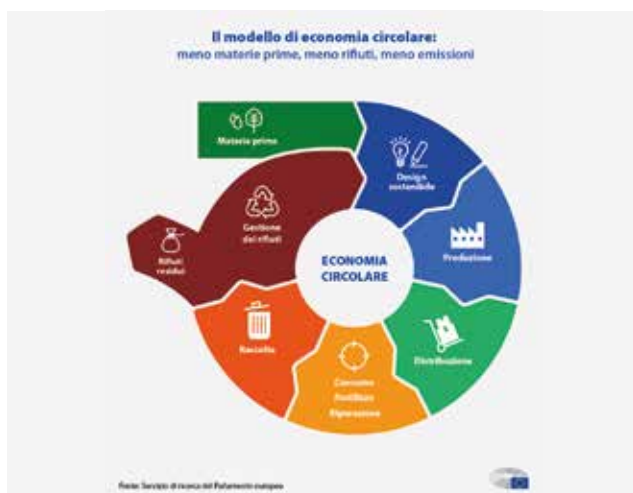 Il modello di economia circolare:
meno materie prime, meno rifiuti, meno emissioni
Materie prime
Design
sostenibile
Produzione
Distribuzione
Consumo
Riutilizzo
Riparazione
Raccolta
Gestione
dei rifiuti
Rifiuti
residui
ECONOMIA
CIRCOLARE
Fonte: Servizio di ricerca del Parlamento europeo